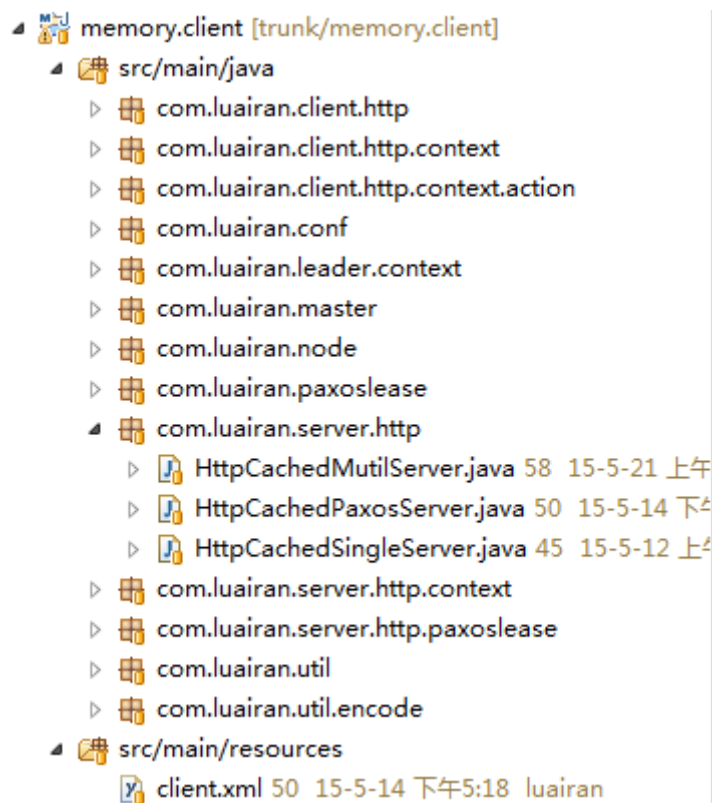 memory.client [trunk/memory.client]
src/main/java
com.luairan.client.http
com.luairan.client.http.context
com.luairan.client.http.context.action
com.luairan.conf
com.luairan.leader.context
com.luairan.master
com.luairan.node
com.luairan.paxoslease
com.luairan.server.http
HttpCachedMutilServer.java 58 15-5-21 上午
HttpCachedPaxosServer.java 50 15-5-14 下午
HttpCachedSingleServer.java 45 15-5-12 上午
com.luairan.server.http.context
com.luairan.server.http.paxoslease
com.luairan.util
com.luairan.util.encode
src/main/resources
client.xml 50 15-5-14 下午5:18 luairan